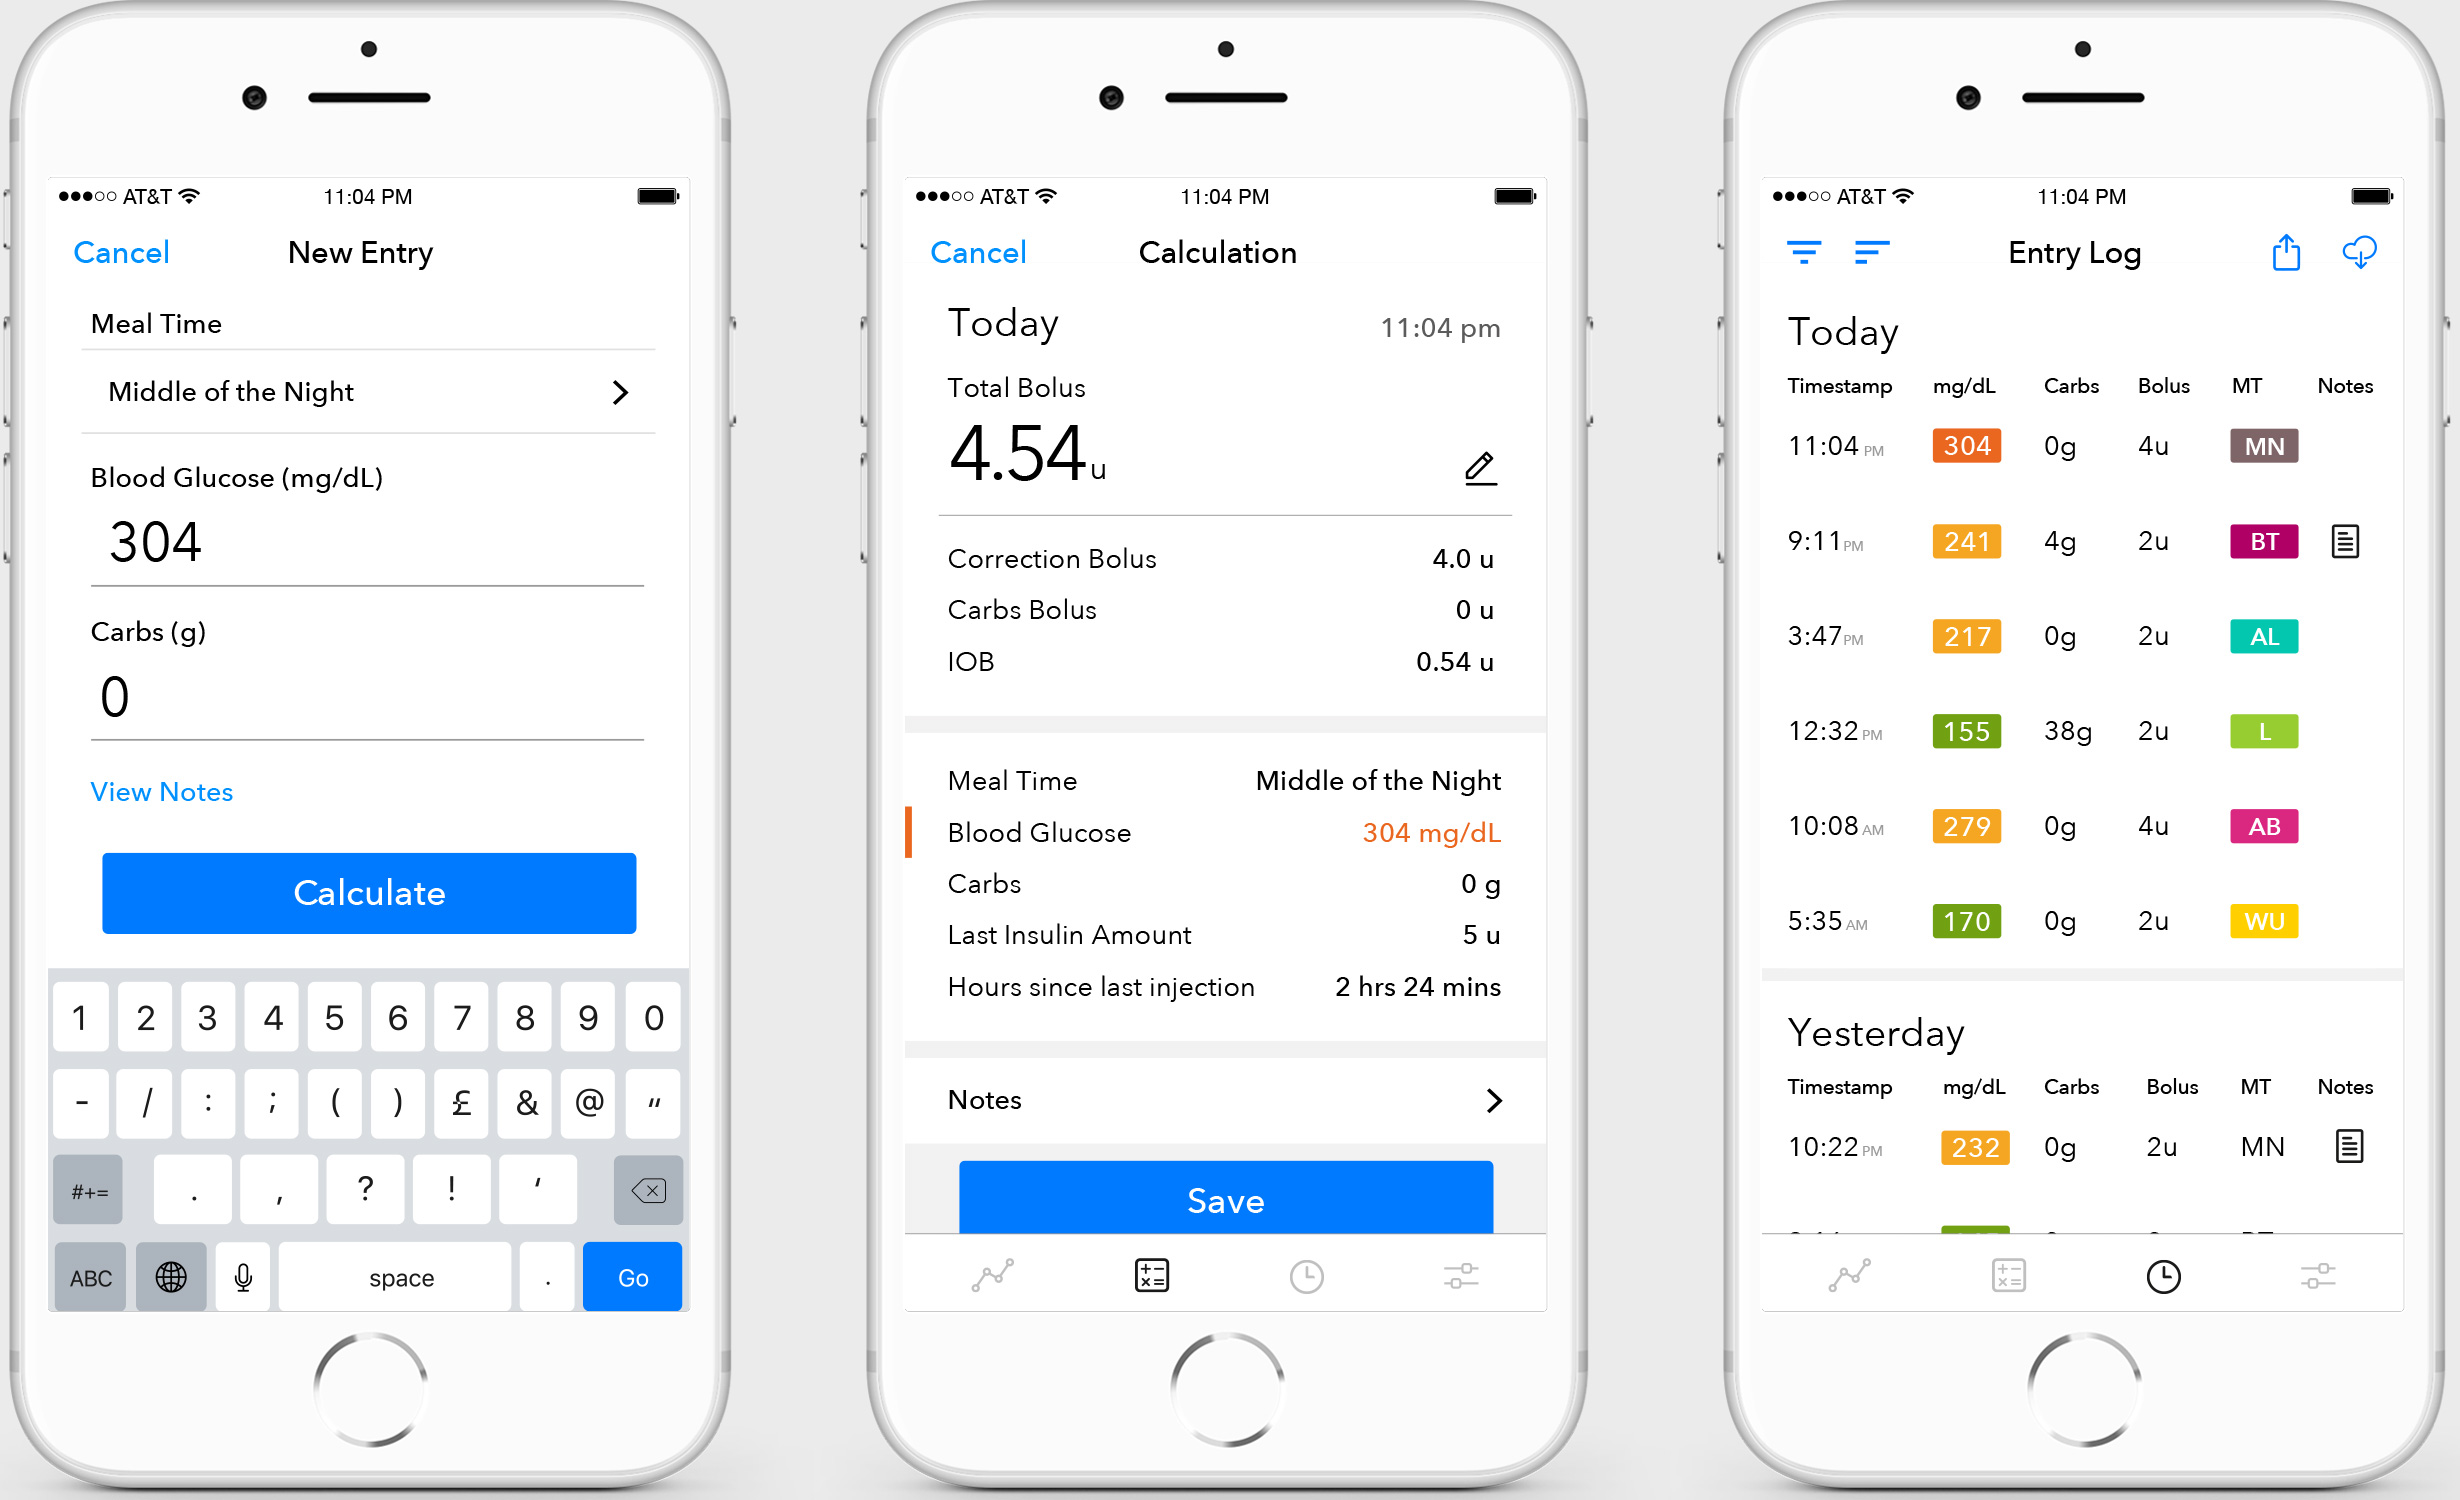 AT&T 11:04 PM
Cancel New Entry
Meal Time
Middle of the Night
Blood Glucose (mg/dL)
304
Carbs (g)
0
View Notes
Calculate
1 2 3 4 5 6 7 8 9 0
- / : ; ( ) £ & @ "
#+= . , ? ! ‘
ABC space . Go
AT&T 11:04 PM
Cancel Calculation
Today 11:04 pm
Total Bolus
4.54 u
Correction Bolus 4.0 u
Carbs Bolus 0 u
IOB 0.54 u
Meal Time Middle of the Night
Blood Glucose 304 mg/dL
Carbs 0 g
Last Insulin Amount 5 u
Hours since last injection 2 hrs 24 mins
Notes
Save
AT&T 11:04 PM
Entry Log
Today
Timestamp mg/dL Carbs Bolus MT Notes
11:04 PM 304 0g 4u MN
9:11 PM 241 4g 2u BT
3:47 PM 217 0g 2u AL
12:32 PM 155 38g 2u L
10:08 AM 279 0g 4u AB
5:35 AM 170 0g 2u WU
Yesterday
Timestamp mg/dL Carbs Bolus MT Notes
10:22 PM 232 0g 2u MN